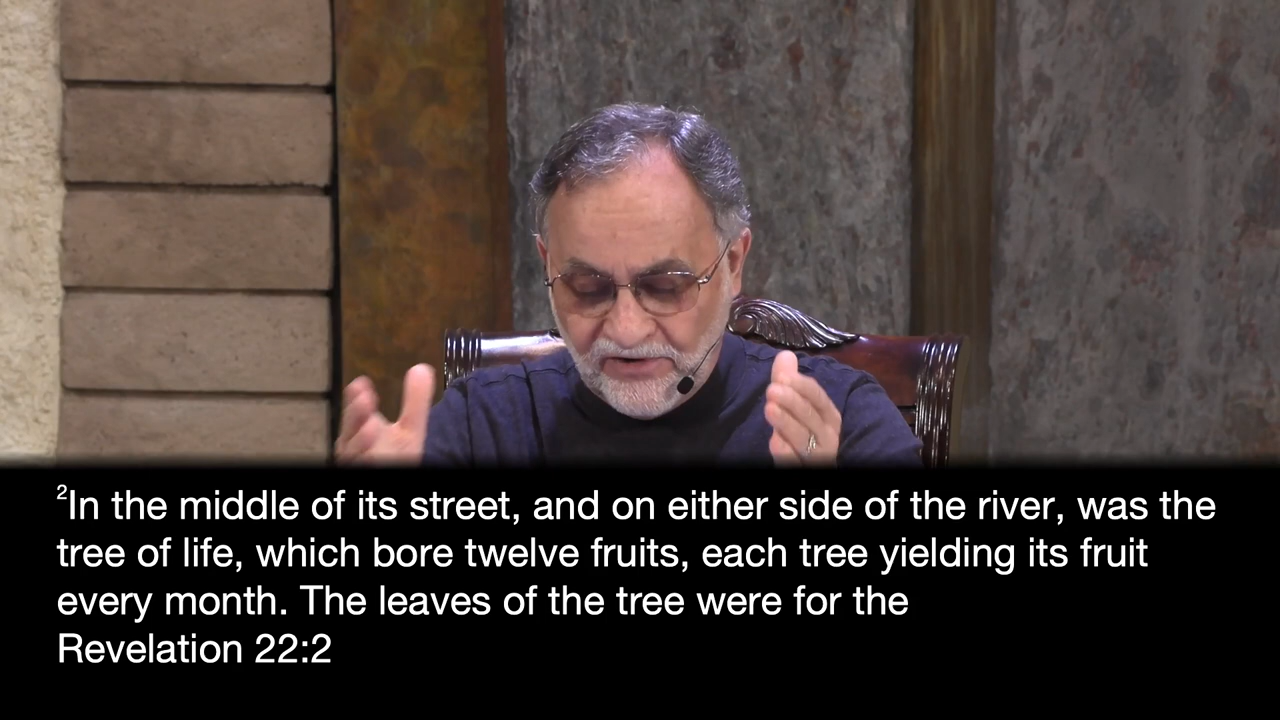 ²In the middle of its street, and on either side of the river, was the
tree of life, which bore twelve fruits, each tree yielding its fruit
every month. The leaves of the tree were for the
Revelation 22:2